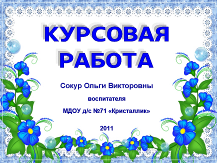 КУРСОВАЯ
РАБОТА
Сокур Ольги Викторовны
воспитателя
МДОУ д/с №71 «Кристаллик»
2011